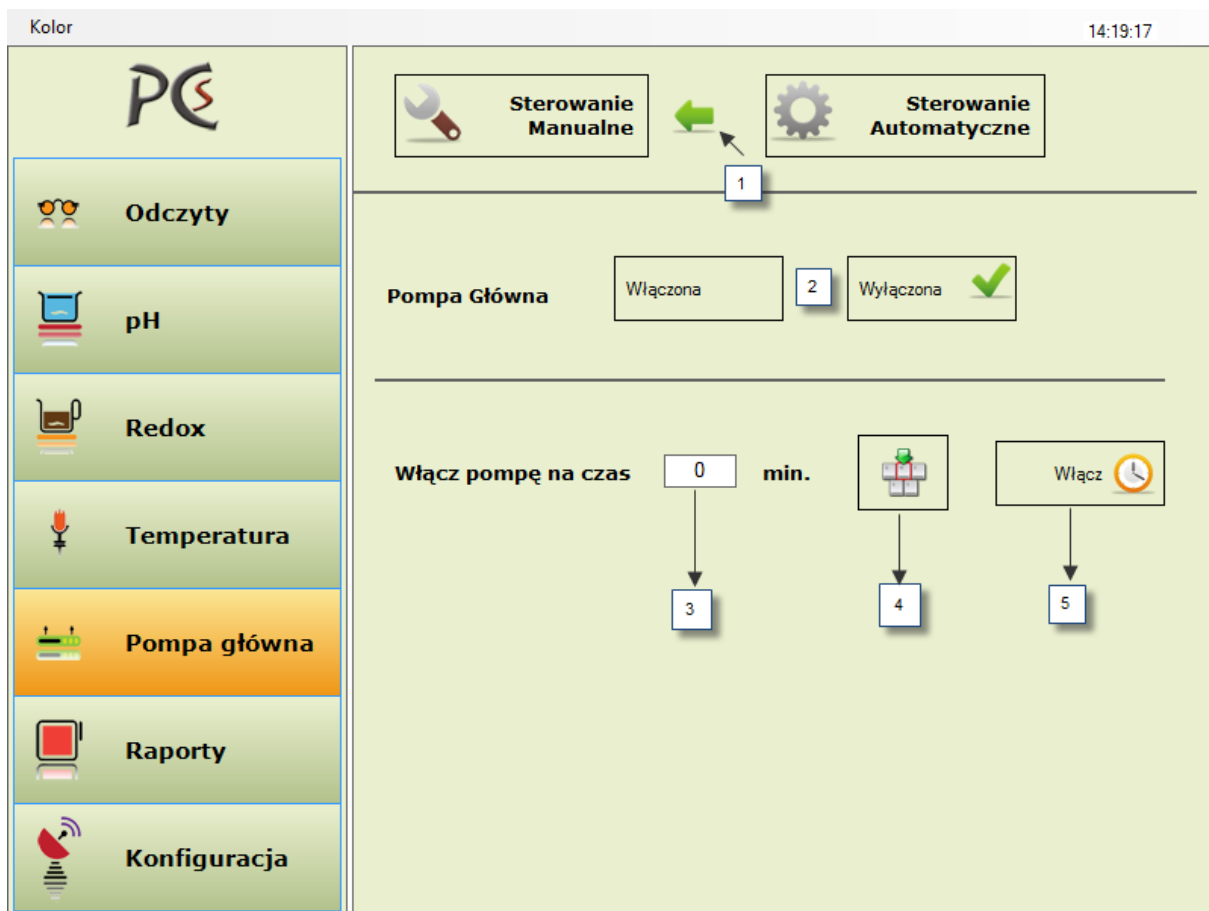 Kolor
14:19:17
PCs
Odczyty
pH
Redox
Temperatura
Pompa główna
Raporty
Konfiguracja
Sterowanie
Manualne
Sterowanie
Automatyczne
1
Pompa Główna
Włączona
2
Wyłączona
Włącz pompę na czas
0
min.
Włącz
3
4
5